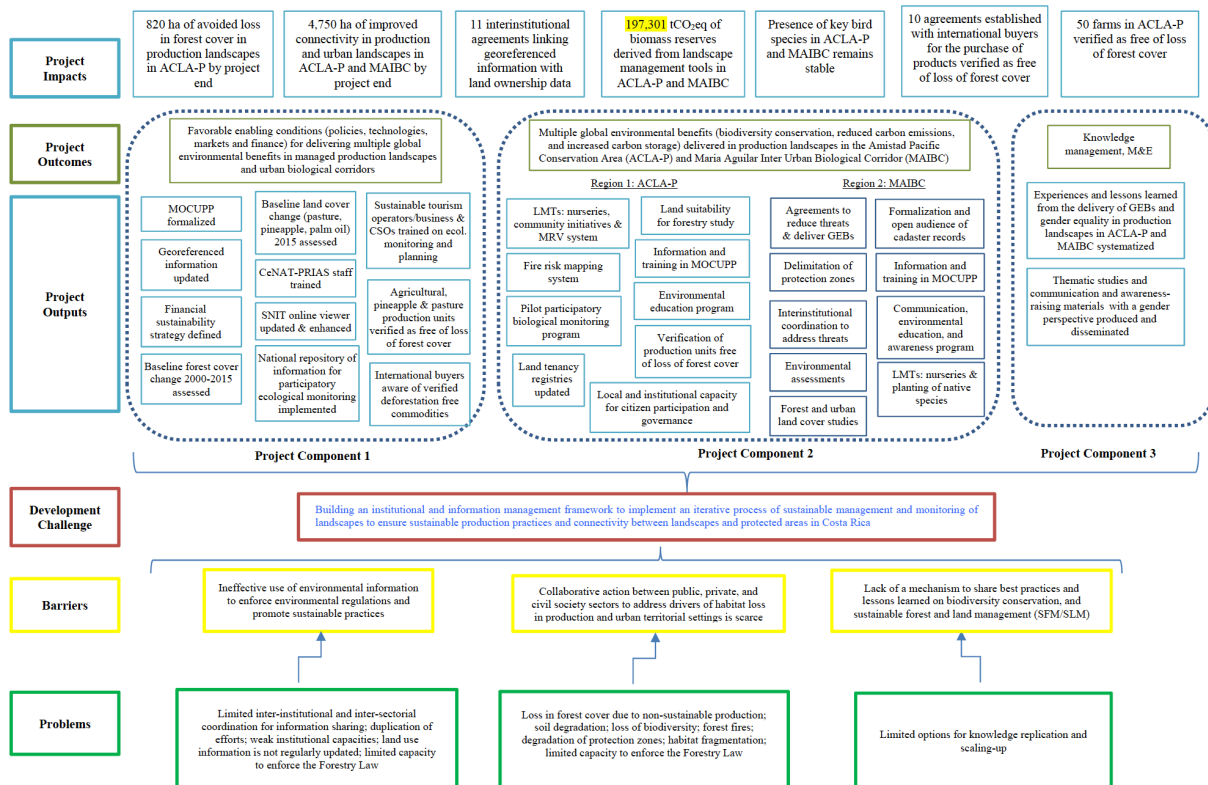 Project
Impacts
820 ha of avoided loss
in forest cover in
production landscapes
in ACLA-P by project
end
4,750 ha of improved
connectivity in production
and urban landscapes in
ACLA-P and MAIBC by
project end
11 interinstitutional
agreements linking
georeferenced
information with
land ownership data
197,301 tCO₂eq of
biomass reserves
derived from landscape
management tools in
ACLA-P and MAIBC
Presence of key bird
species in ACLA-P
and MAIBC remains
stable
10 agreements established
with international buyers
for the purchase of
products verified as free
of loss of forest cover
50 farms in ACLA-P
verified as free of loss
of forest cover
Project
Outcomes
Favorable enabling conditions (policies, technologies,
markets and finance) for delivering multiple global
environmental benefits in managed production landscapes
and urban biological corridors
Multiple global environmental benefits (biodiversity conservation, reduced carbon emissions,
and increased carbon storage) delivered in production landscapes in the Amistad Pacific
Conservation Area (ACLA-P) and Maria Aguilar Inter Urban Biological Corridor (MAIBC)
Knowledge
management, M&E
Project
Outputs
MOCUPP
formalized
Georeferenced
information
updated
Financial
sustainability
strategy defined
Baseline forest cover
change 2000-2015
assessed
Baseline land cover
change (pasture,
pineapple, palm oil)
2015 assessed
CeNAT-PRIAS staff
trained
SNIT online viewer
updated & enhanced
National repository of
information for
participatory
ecological monitoring
implemented
Sustainable tourism
operators/business &
CSOs trained on ecol.
monitoring and
planning
Agricultural,
pineapple & pasture
production units
verified as free of loss
of forest cover
International buyers
aware of verified
deforestation free
commodities
Region 1: ACLA-P
LMTs: nurseries,
community initiatives &
MRV system
Fire risk mapping
system
Pilot participatory
biological monitoring
program
Land tenancy
registries
updated
Land suitability
for forestry study
Information and
training in MOCUPP
Environmental
education program
Verification of
production units free
of loss of forest cover
Local and institutional capacity
for citizen participation and
governance
Region 2: MAIBC
Agreements to
reduce threats
& deliver GEBs
Delimitation of
protection zones
Interinstitutional
coordination to
address threats
Environmental
assessments
Forest and urban
land cover studies
Formalization and
open audience of
cadaster records
Information and
training in MOCUPP
Communication,
environmental
education, and
awareness program
LMTs: nurseries &
planting of native
species
Experiences and lessons learned
from the delivery of GEBs and
gender equality in production
landscapes in ACLA-P and
MAIBC systematized
Thematic studies and
communication and awareness-
raising materials with a gender
perspective produced and
disseminated
Project Component 1
Project Component 2
Project Component 3
Development
Challenge
Building an institutional and information management framework to implement an iterative process of sustainable management and monitoring of
landscapes to ensure sustainable production practices and connectivity between landscapes and protected areas in Costa Rica
Barriers
Ineffective use of environmental information
to enforce environmental regulations and
promote sustainable practices
Collaborative action between public, private, and
civil society sectors to address drivers of habitat loss
in production and urban territorial settings is scarce
Lack of a mechanism to share best practices and
lessons learned on biodiversity conservation, and
sustainable forest and land management (SFM/SLM)
Problems
Limited inter-institutional and inter-sectorial
coordination for information sharing; duplication of
efforts; weak institutional capacities; land use
information is not regularly updated; limited capacity
to enforce the Forestry Law
Loss in forest cover due to non-sustainable production;
soil degradation; loss of biodiversity; forest fires;
degradation of protection zones; habitat fragmentation;
limited capacity to enforce the Forestry Law
Limited options for knowledge replication and
scaling-up